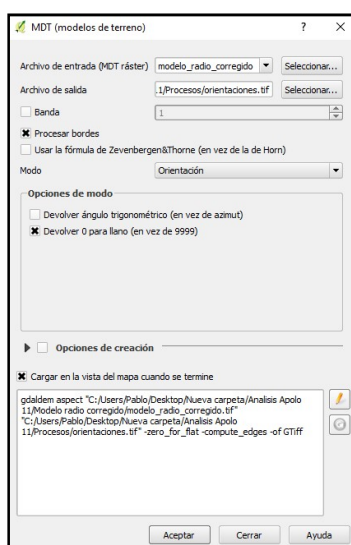 MDT (modelos de terreno) ? ×
Archivo de entrada (MDT ráster) modelo_radio_corregido Seleccionar...
Archivo de salida .1/Procesos/orientaciones.tif Seleccionar...
Banda 1
Procesar bordes
Usar la fórmula de Zevenbergen&Thorne (en vez de la de Horn)
Modo Orientación
Opciones de modo
Devolver ángulo trigonométrico (en vez de azimut)
Devolver 0 para llano (en vez de 9999)
Opciones de creación
Cargar en la vista del mapa cuando se termine
gdaldem aspect "C:/Users/Pablo/Desktop/Nueva carpeta/Analisis Apolo
11/Modelo radio corregido/modelo_radio_corregido.tif"
"C:/Users/Pablo/Desktop/Nueva carpeta/Analisis Apolo
11/Procesos/orientaciones.tif" -zero_for_flat -compute_edges -of GTiff
Aceptar Cerrar Ayuda